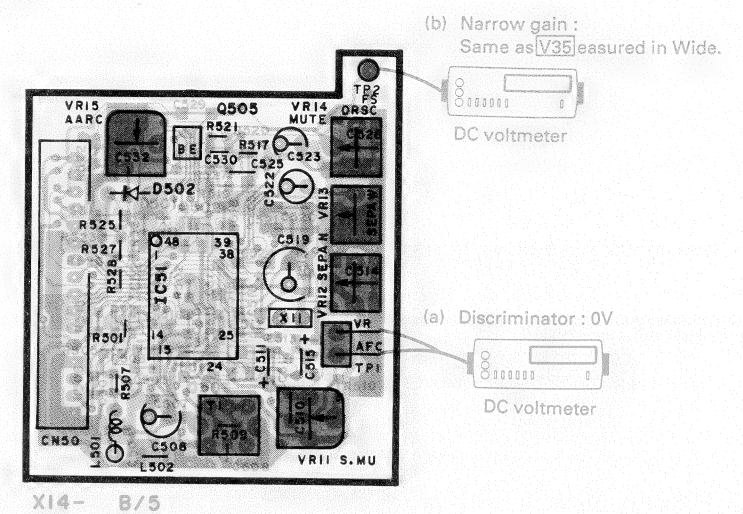 (b) Narrow gain :
Same as V35 easured in Wide.
DC voltmeter
TP2
FS
VR15
AARC
C529
Q505
VR14
MUTE
DRSC
R521
BE
R517
C526
C532
C530
C525
C523
C522
D502
VR13
SEPA W
R525
R527
R528
48
39
38
IC51
C519
VR12 SEPA N
C514
X11
R501
14
15
25
24
VR
AFC
TP1
(a) Discriminator : 0V
DC voltmeter
C511
C515
R507
CN50
L501
C508
L502
R509
C510
VR11 S.MU
X14- B/5